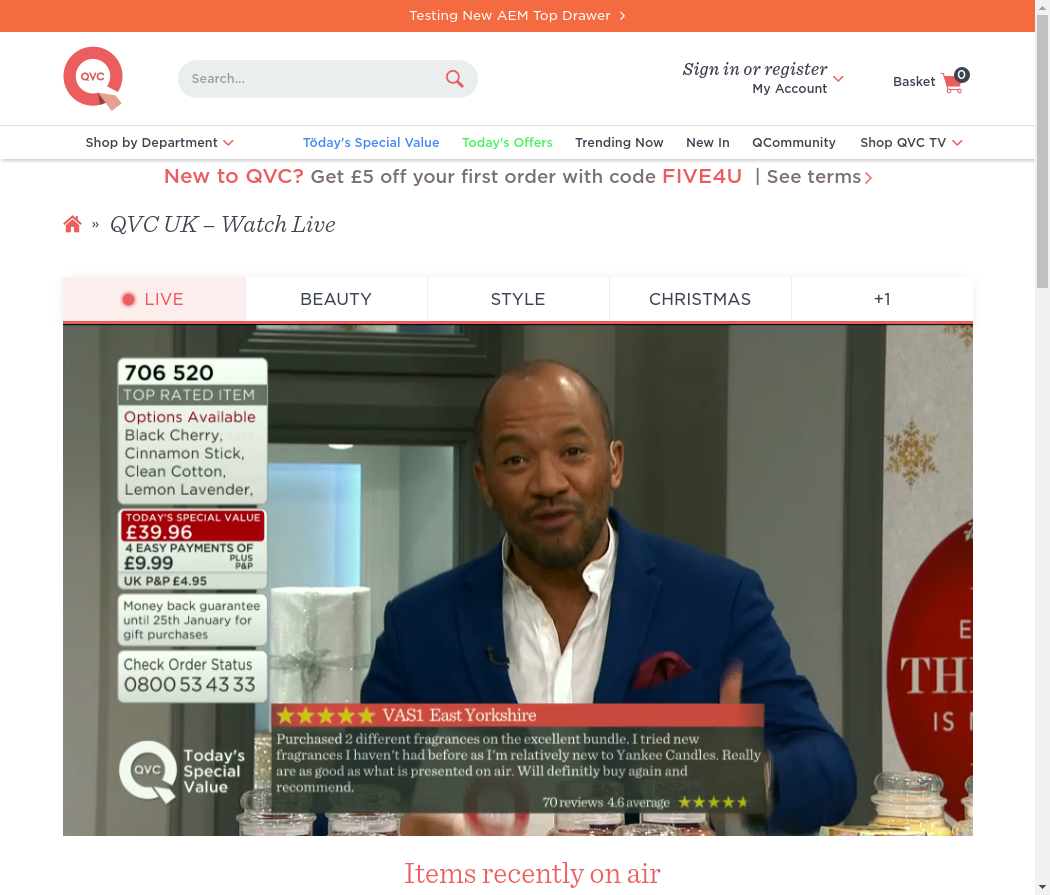 Testing New AEM Top Drawer
QVC
Search...
Sign in or register
My Account
Basket
0
Shop by Department
Töday's Special Value
Today's Offers
Trending Now
New In
QCommunity
Shop QVC TV
New to QVC? Get £5 off your first order with code FIVE4U | See terms
» QVC UK – Watch Live
LIVE
BEAUTY
STYLE
CHRISTMAS
+1
706 520
TOP RATED ITEM
Options Available
Black Cherry,
Cinnamon Stick,
Clean Cotton,
Lemon Lavender,
TODAY'S SPECIAL VALUE
£39.96
4 EASY PAYMENTS OF
£9.99 PLUS P&P
UK P&P £4.95
Money back guarantee
until 25th January for
gift purchases
Check Order Status
0800 53 43 33
QVC
Today's
Special
Value
VAS1 East Yorkshire
Purchased 2 different fragrances on the excellent bundle. I tried new
fragrances I haven't had before as I'm relatively new to Yankee Candles. Really
are as good as what is presented on air. Will definitly buy again and
recommend.
70 reviews 4.6 average
E
TH
IS
Items recently on air